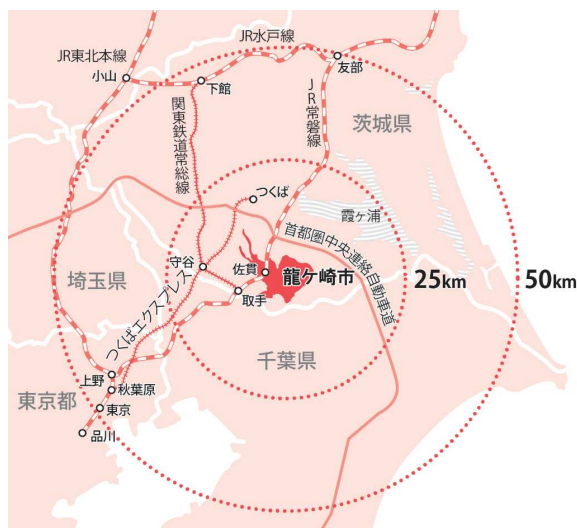 JR水戸線
JR東北本線
小山
下館
友部
関東鉄道常総線
JR常磐線
茨城県
つくば
霞ヶ浦
首都圏中央連絡自動車道
埼玉県
守谷
佐貫
龍ケ崎市
25km
50km
取手
つくばエクスプレス
千葉県
上野
秋葉原
東京都
東京
品川